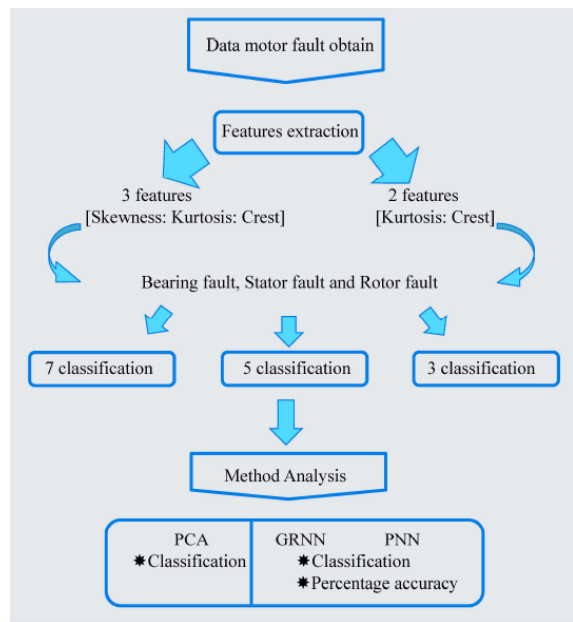 Data motor fault obtain
Features extraction
3 features
[Skewness: Kurtosis: Crest]
2 features
[Kurtosis: Crest]
Bearing fault, Stator fault and Rotor fault
7 classification
5 classification
3 classification
Method Analysis
PCA
✷Classification
GRNN PNN
✷Classification
✷Percentage accuracy